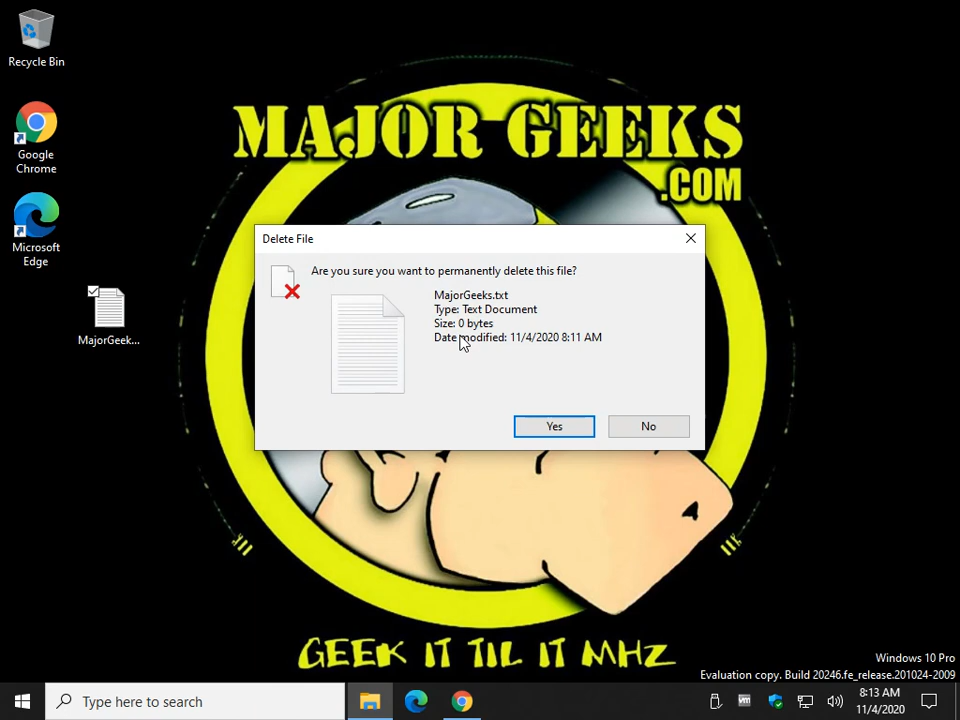 Recycle Bin
Google
Chrome
Microsoft
Edge
MajorGeek...
MAJOR GEEKS
.COM
Delete File
Are you sure you want to permanently delete this file?
MajorGeeks.txt
Type: Text Document
Size: 0 bytes
Date modified: 11/4/2020 8:11 AM
Yes
No
GEEK IT TIL IT MHZ
Windows 10 Pro
Evaluation copy. Build 20246.fe_release.201024-2009
Type here to search
vm
8:13 AM
11/4/2020